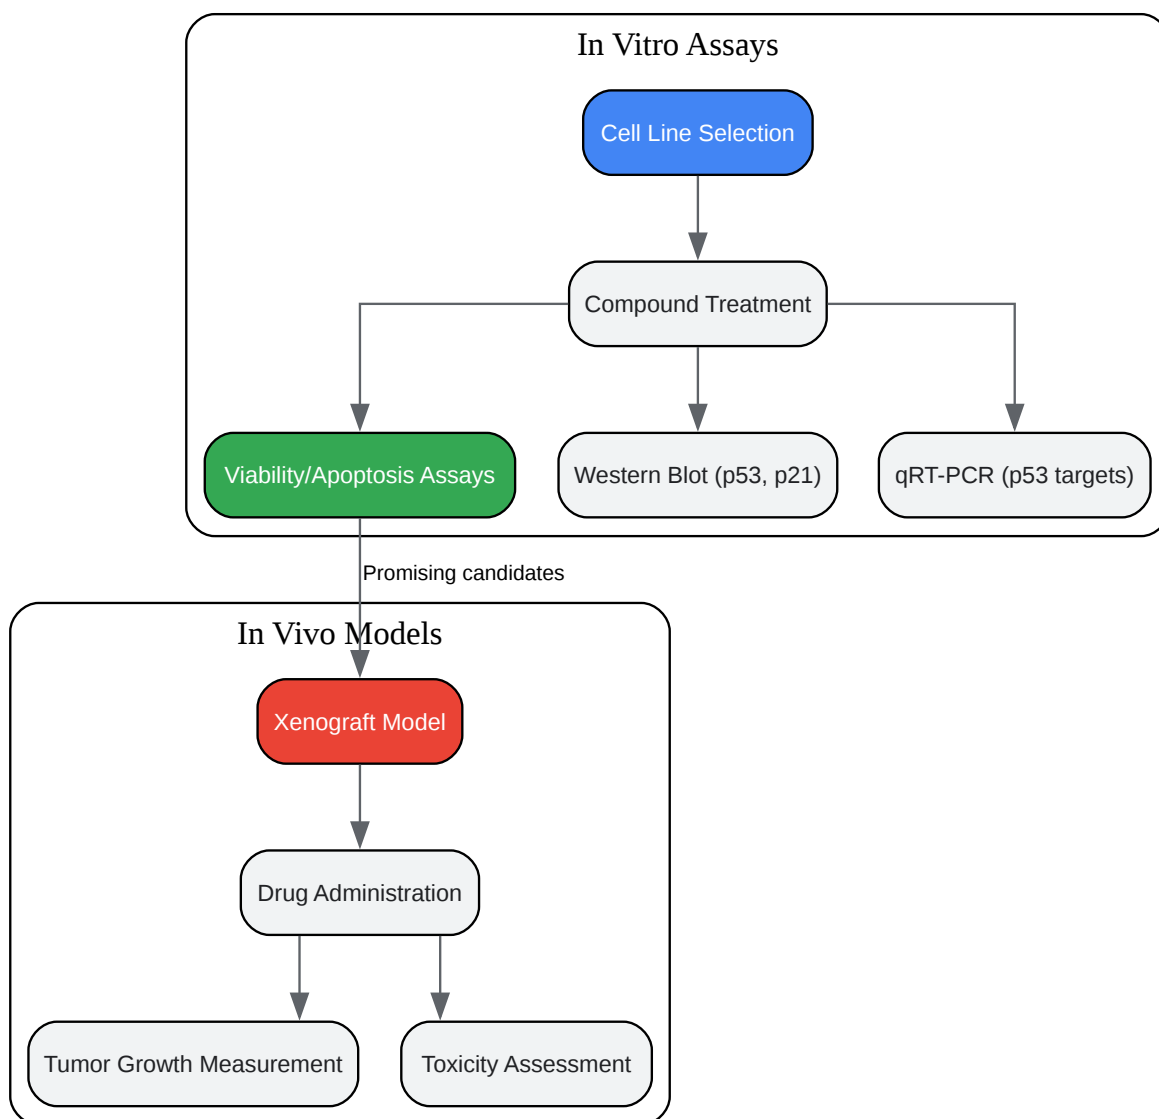 In Vitro Assays
Cell Line Selection
Compound Treatment
Viability/Apoptosis Assays
Western Blot (p53, p21)
qRT-PCR (p53 targets)
Promising candidates
In Vivo Models
Xenograft Model
Drug Administration
Tumor Growth Measurement
Toxicity Assessment